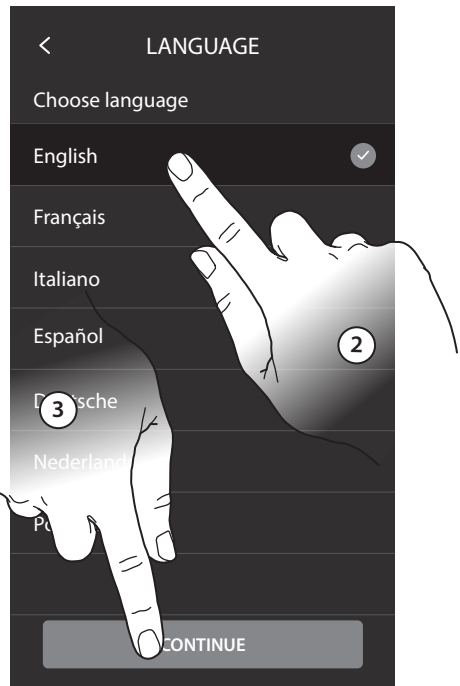 <
LANGUAGE
Choose language
English
Français
Italiano
Español
2
3
CONTINUE